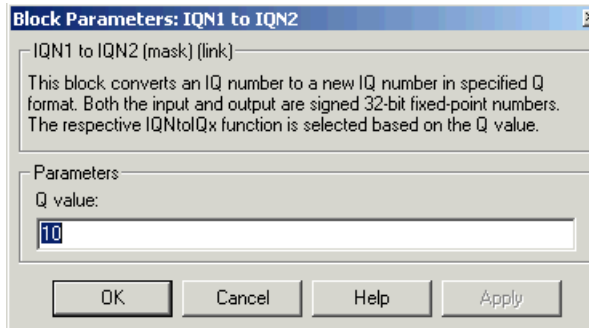 Block Parameters: IQN1 to IQN2
IQN1 to IQN2 (mask) (link)
This block converts an IQ number to a new IQ number in specified Q
format. Both the input and output are signed 32-bit fixed-point numbers.
The respective IQNtoIQx function is selected based on the Q value.
Parameters
Q value:
10
OK Cancel Help Apply